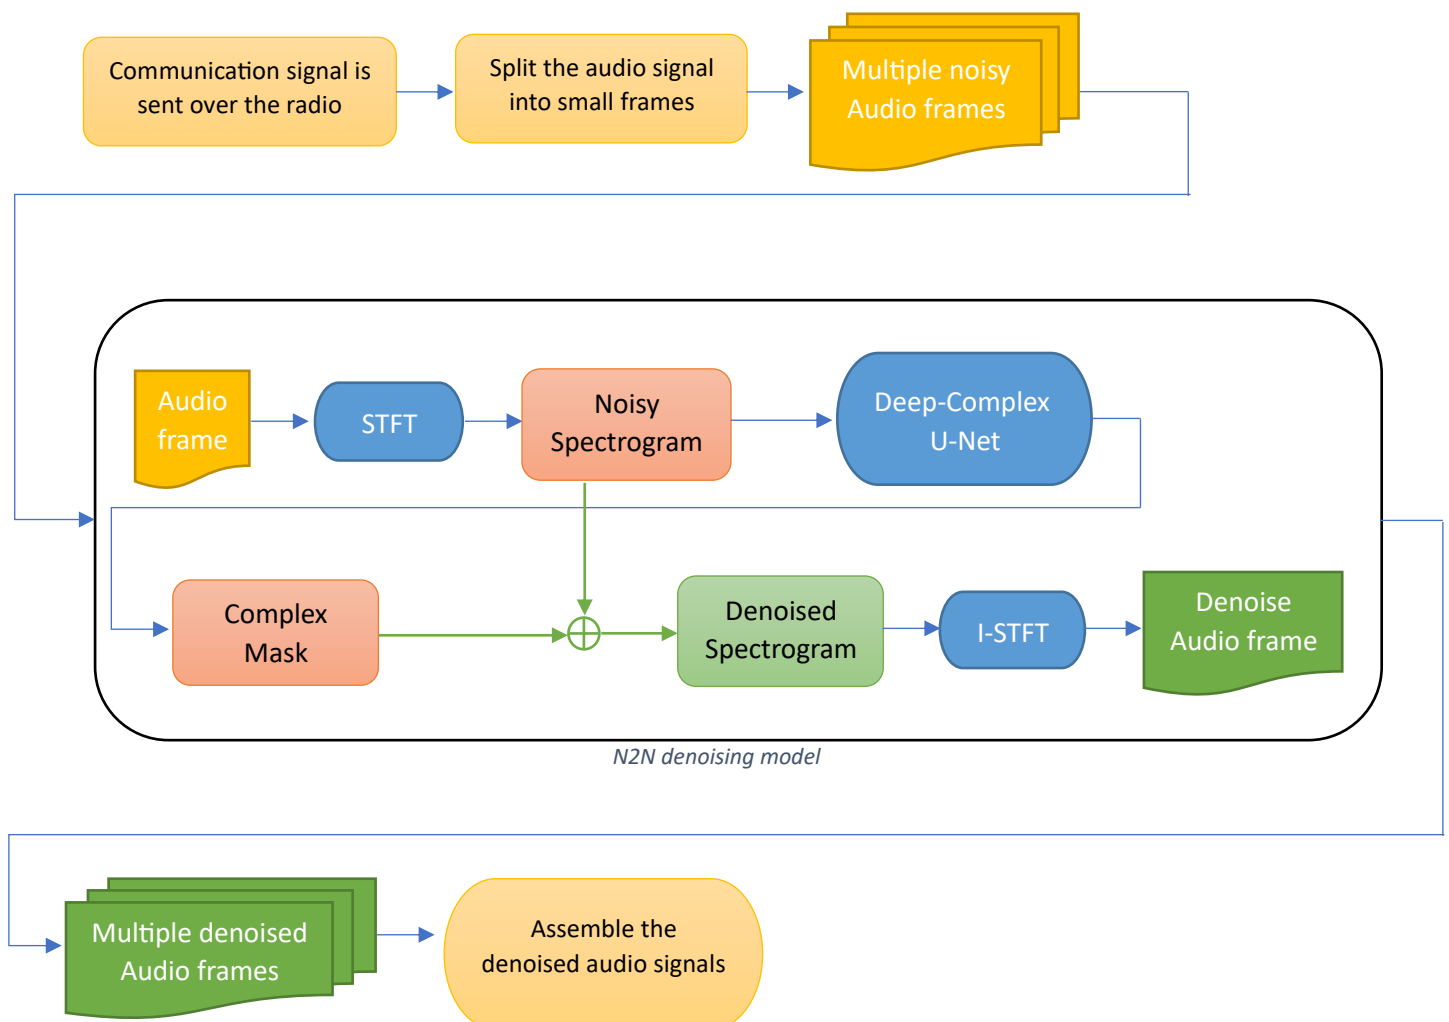 Communication signal is
sent over the radio
Split the audio signal
into small frames
Multiple noisy
Audio frames
Audio
frame
STFT
Noisy
Spectrogram
Deep-Complex
U-Net
Complex
Mask
Denoised
Spectrogram
I-STFT
Denoise
Audio frame
N2N denoising model
Multiple denoised
Audio frames
Assemble the
denoised audio signals